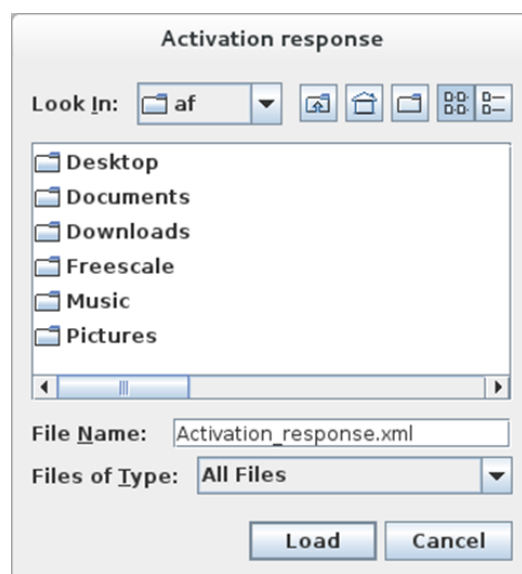 Activation response
Look In: af
Desktop
Documents
Downloads
Freescale
Music
Pictures
File Name: Activation_response.xml
Files of Type: All Files
Load Cancel